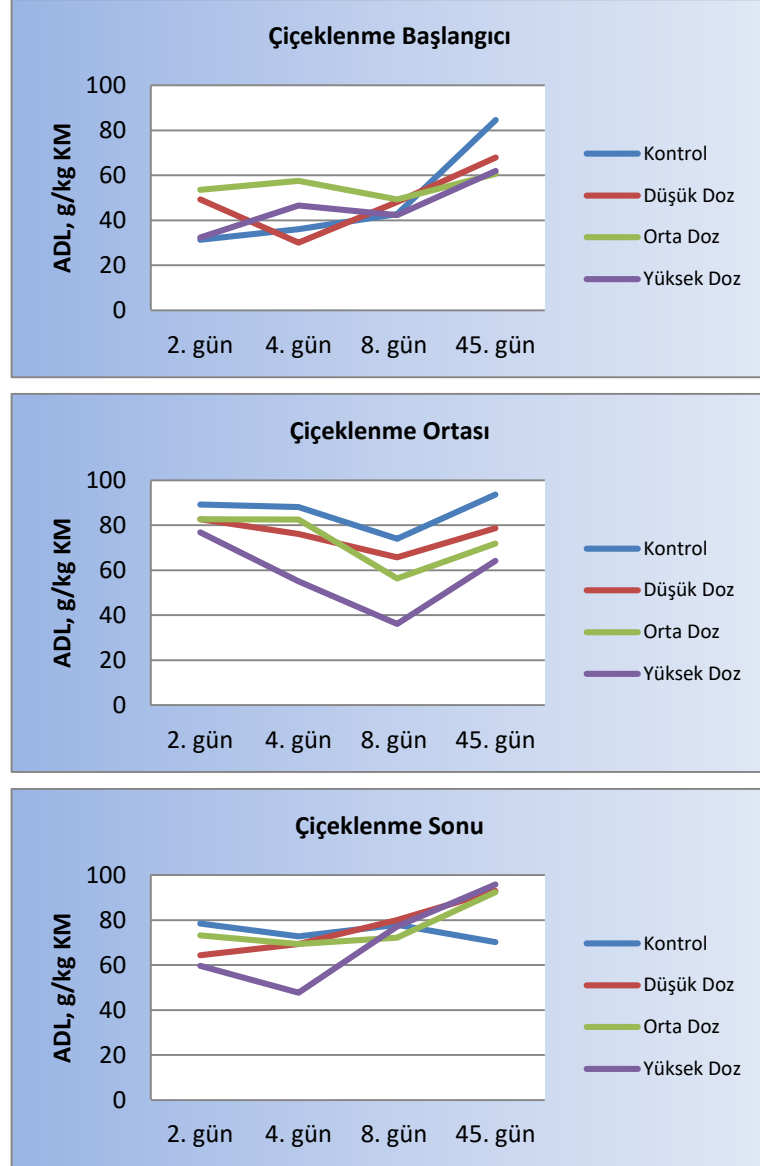 Çiçeklenme Başlangıcı
ADL, g/kg KM
100
80
60
40
20
0
2. gün 4. gün 8. gün 45. gün
Kontrol
Düşük Doz
Orta Doz
Yüksek Doz
Çiçeklenme Ortası
ADL, g/kg KM
100
80
60
40
20
0
2. gün 4. gün 8. gün 45. gün
Kontrol
Düşük Doz
Orta Doz
Yüksek Doz
Çiçeklenme Sonu
ADL, g/kg KM
100
80
60
40
20
0
2. gün 4. gün 8. gün 45. gün
Kontrol
Düşük Doz
Orta Doz
Yüksek Doz